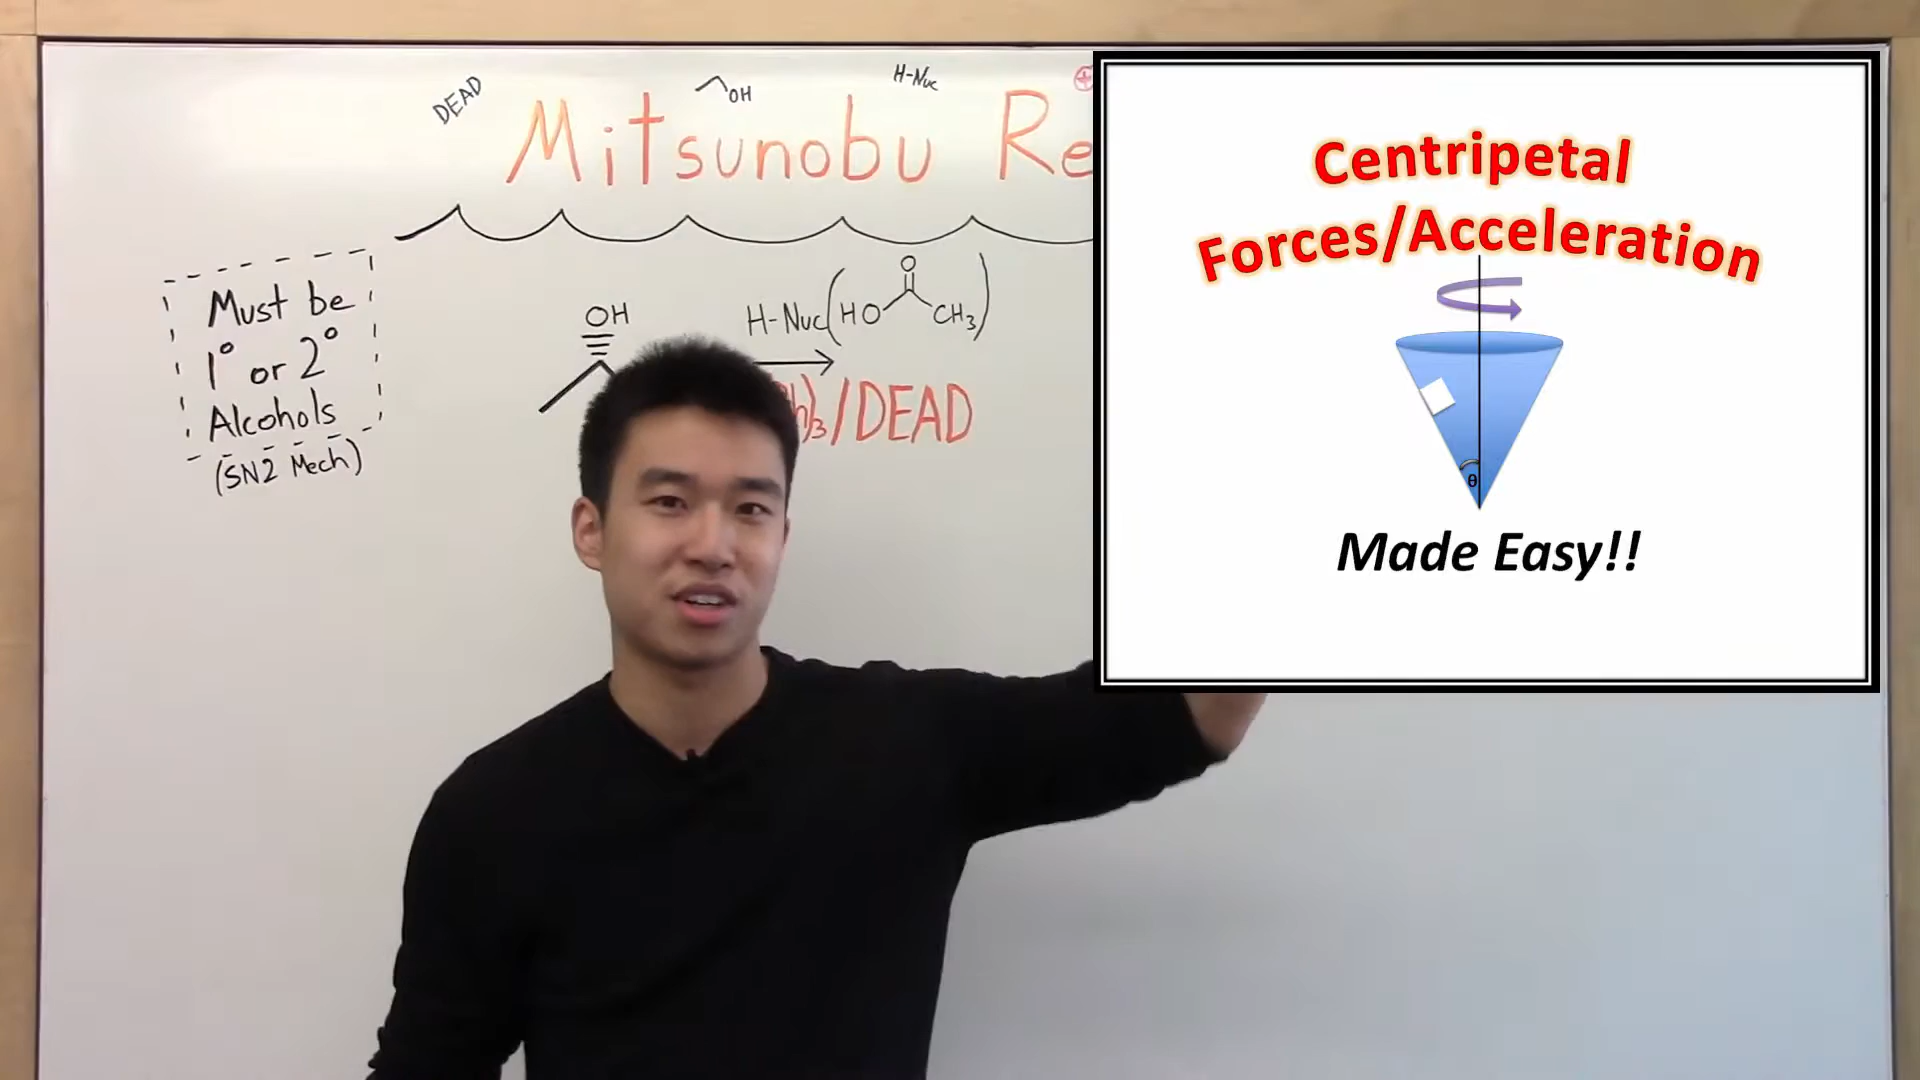 DEAD
OH
H-Nuc
Mitsunobu Re
Must be
1° or 2°
Alcohols
(SN2 Mech)
OH
H-Nuc(HO O CH3)
h)3/DEAD
Centripetal
Forces/Acceleration
θ
Made Easy!!